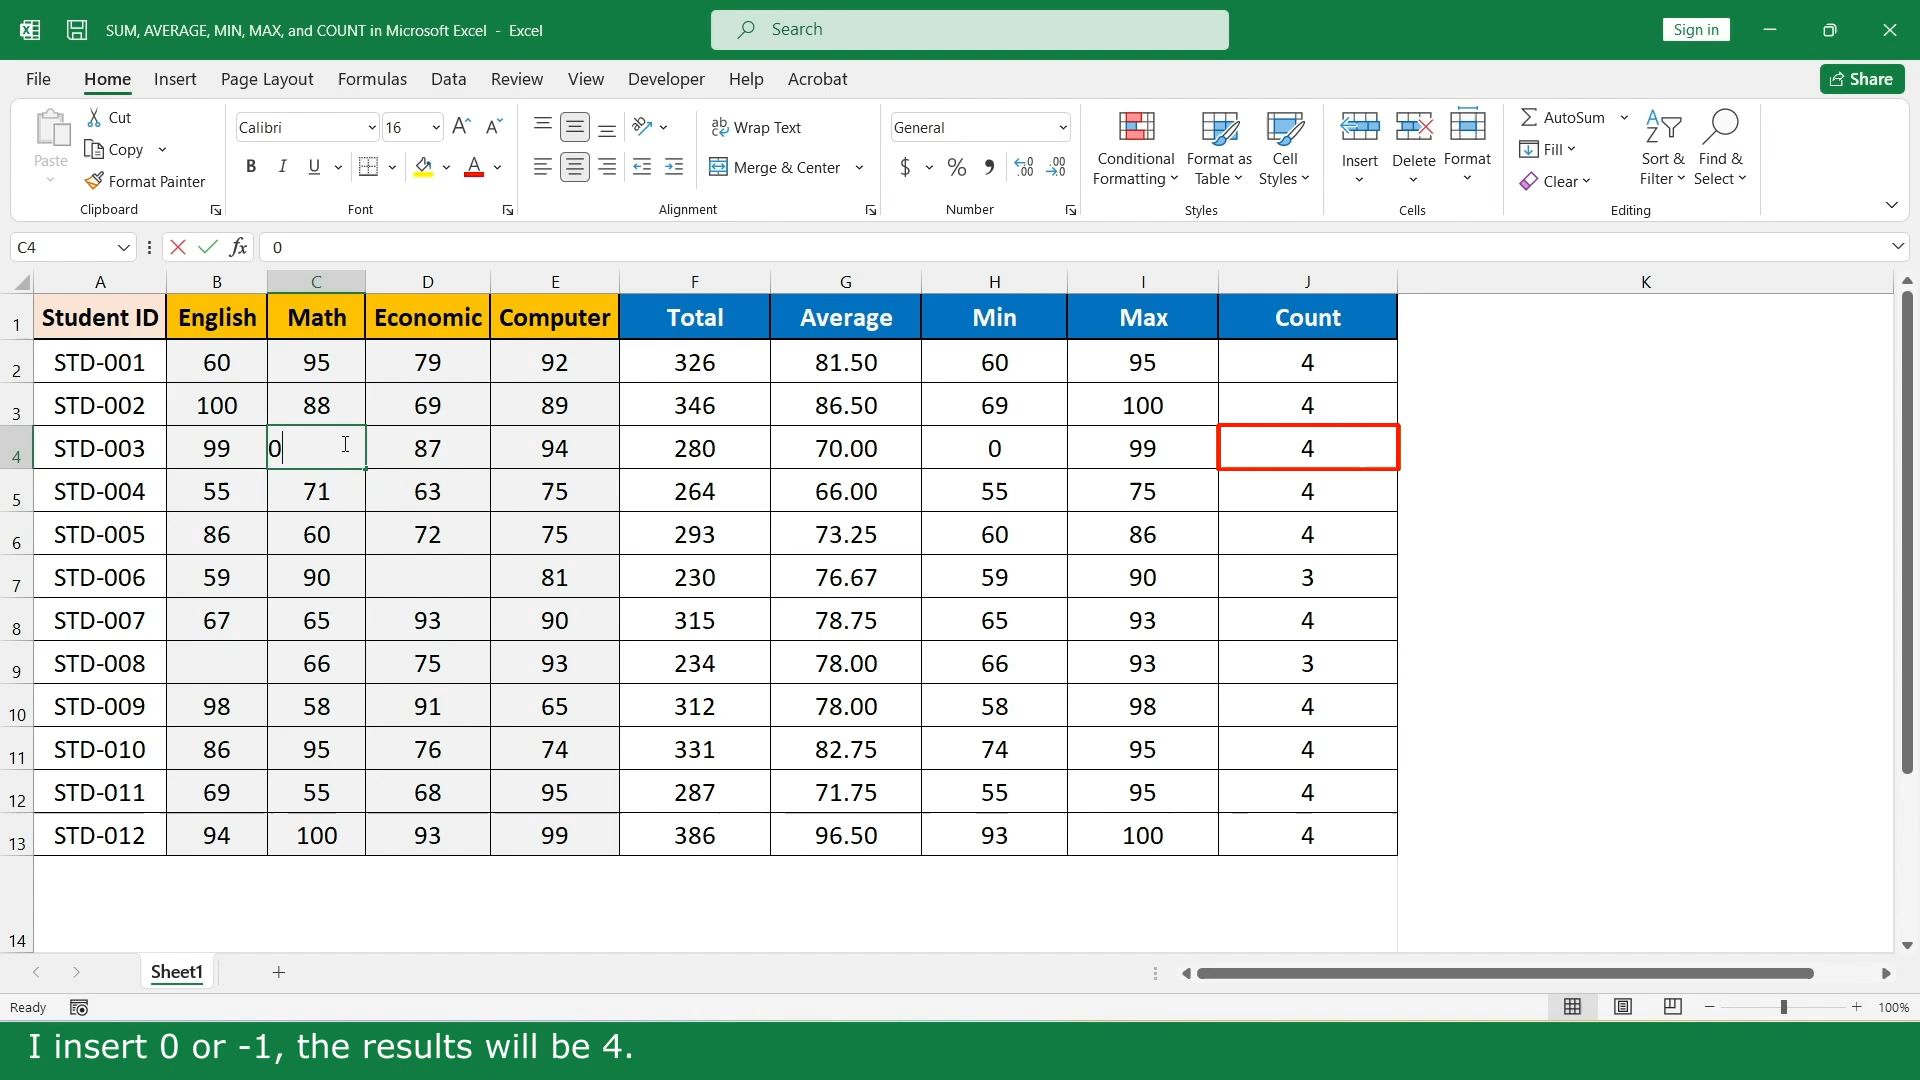 SUM, AVERAGE, MIN, MAX, and COUNT in Microsoft Excel - Excel
Search
Sign in
File Home Insert Page Layout Formulas Data Review View Developer Help Acrobat
Share
Paste
Cut
Copy
Format Painter
Clipboard
Calibri 16
B I U
Font
Wrap Text
Merge & Center
Alignment
General
$ %
Number
Conditional Formatting
Format as Table
Cell Styles
Styles
Insert Delete Format
Cells
AutoSum
Fill
Clear
Sort & Filter
Find & Select
Editing
C4 fx 0
A B C D E F G H I J K
1 Student ID English Math Economic Computer Total Average Min Max Count
2 STD-001 60 95 79 92 326 81.50 60 95 4
3 STD-002 100 88 69 89 346 86.50 69 100 4
4 STD-003 99 0 87 94 280 70.00 0 99 4
5 STD-004 55 71 63 75 264 66.00 55 75 4
6 STD-005 86 60 72 75 293 73.25 60 86 4
7 STD-006 59 90 81 230 76.67 59 90 3
8 STD-007 67 65 93 90 315 78.75 65 93 4
9 STD-008 66 75 93 234 78.00 66 93 3
10 STD-009 98 58 91 65 312 78.00 58 98 4
11 STD-010 86 95 76 74 331 82.75 74 95 4
12 STD-011 69 55 68 95 287 71.75 55 95 4
13 STD-012 94 100 93 99 386 96.50 93 100 4
14
Sheet1
Ready
100%
I insert 0 or -1, the results will be 4.